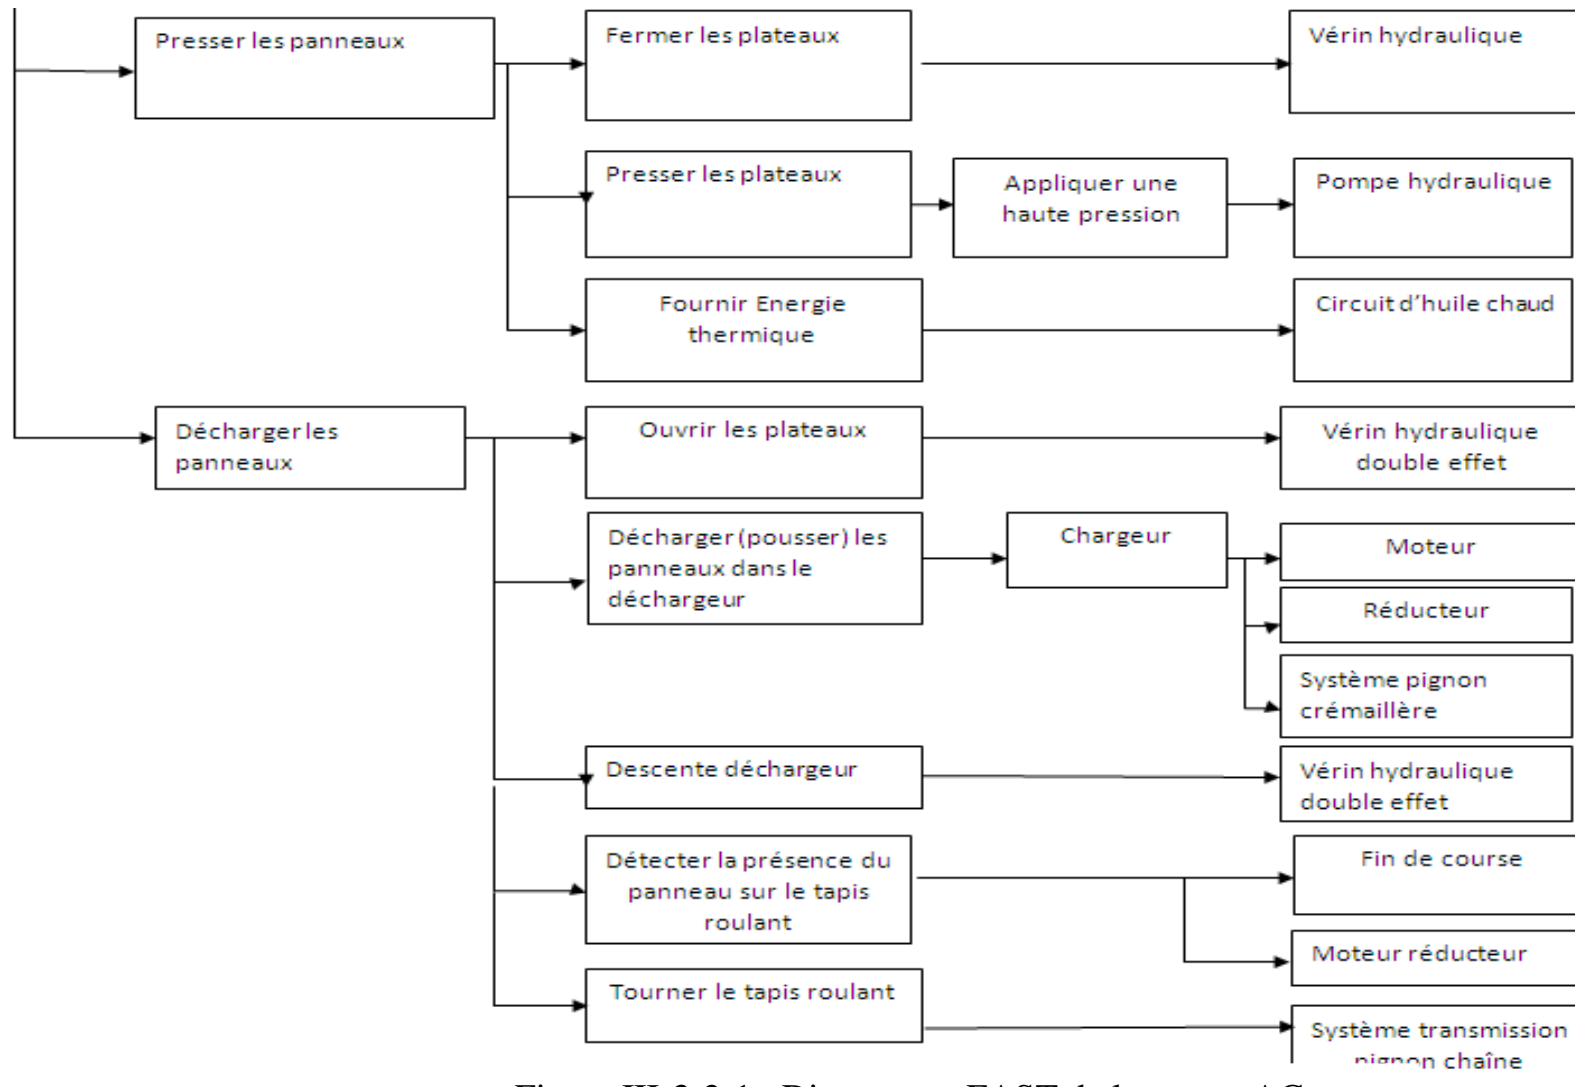 Presser les panneaux
Fermer les plateaux
Vérin hydraulique
Presser les plateaux
Appliquer une
haute pression
Pompe hydraulique
Fournir Energie
thermique
Circuit d'huile chaud
Décharger les
panneaux
Ouvrir les plateaux
Vérin hydraulique
double effet
Décharger (pousser) les
panneaux dans le
déchargeur
Chargeur
Moteur
Réducteur
Système pignon
crémaillère
Descente déchargeur
Vérin hydraulique
double effet
Détecter la présence du
panneau sur le tapis
roulant
Fin de course
Moteur réducteur
Tourner le tapis roulant
Système transmission
pignon chaîne